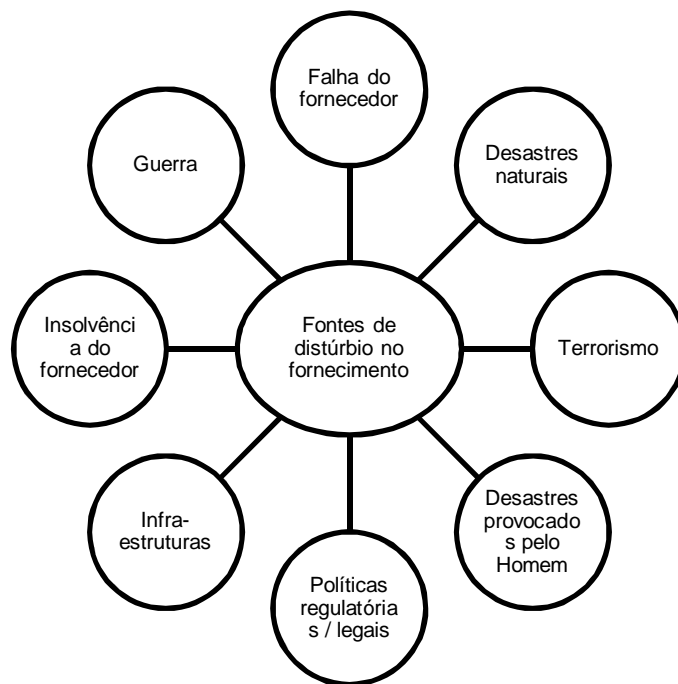 Falha do
fornecedor
Guerra
Desastres
naturais
Insolvênci
a do
fornecedor
Fontes de
distúrbio no
fornecimento
Terrorismo
Infra-
estruturas
Desastres
provocado
s pelo
Homem
Políticas
regulatória
s / legais